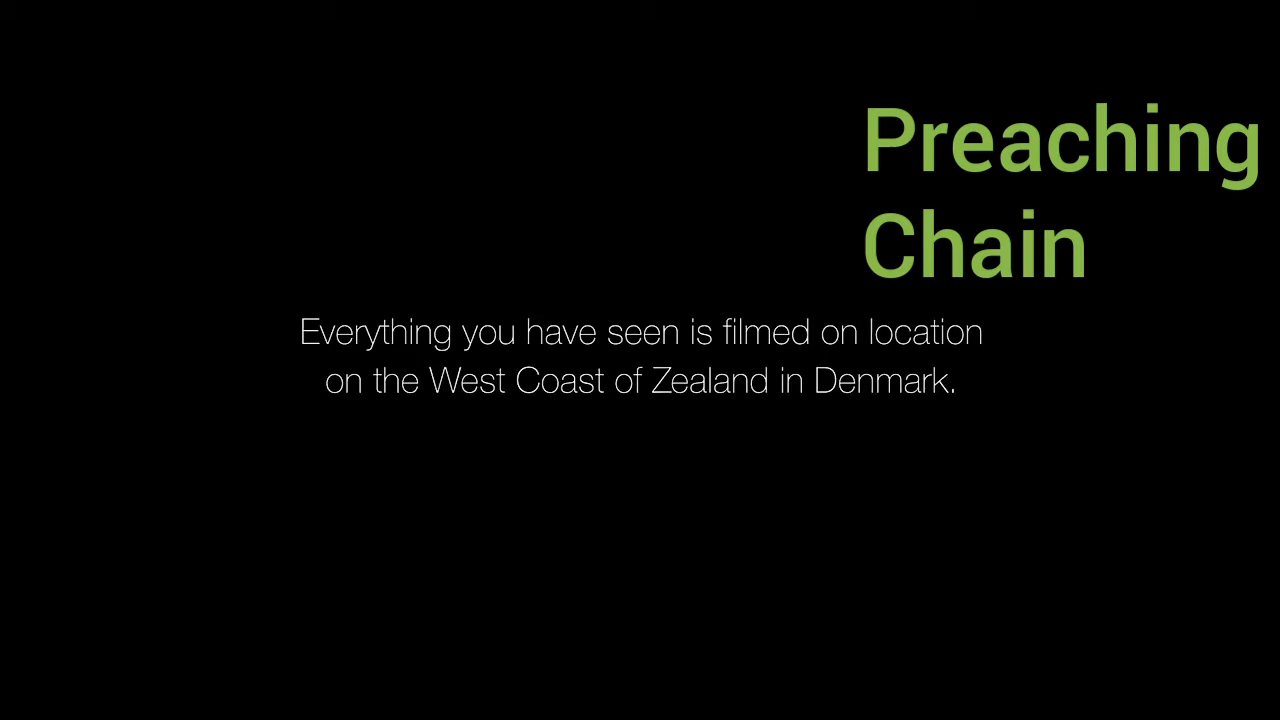 Preaching
Chain
Everything you have seen is filmed on location
on the West Coast of Zealand in Denmark.